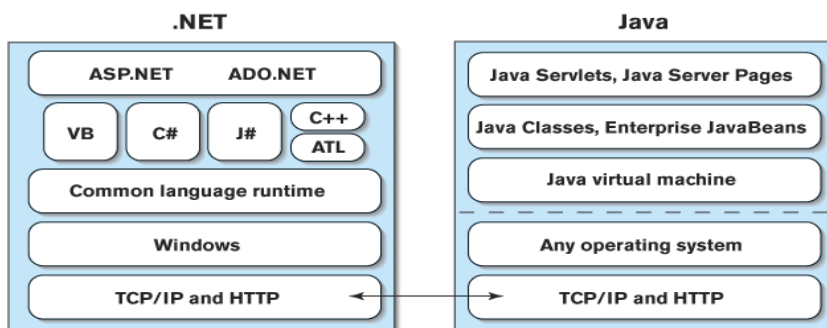 .NET
ASP.NET ADO.NET
VB C# J# C++
ATL
Common language runtime
Windows
TCP/IP and HTTP
Java
Java Servlets, Java Server Pages
Java Classes, Enterprise JavaBeans
Java virtual machine
Any operating system
TCP/IP and HTTP